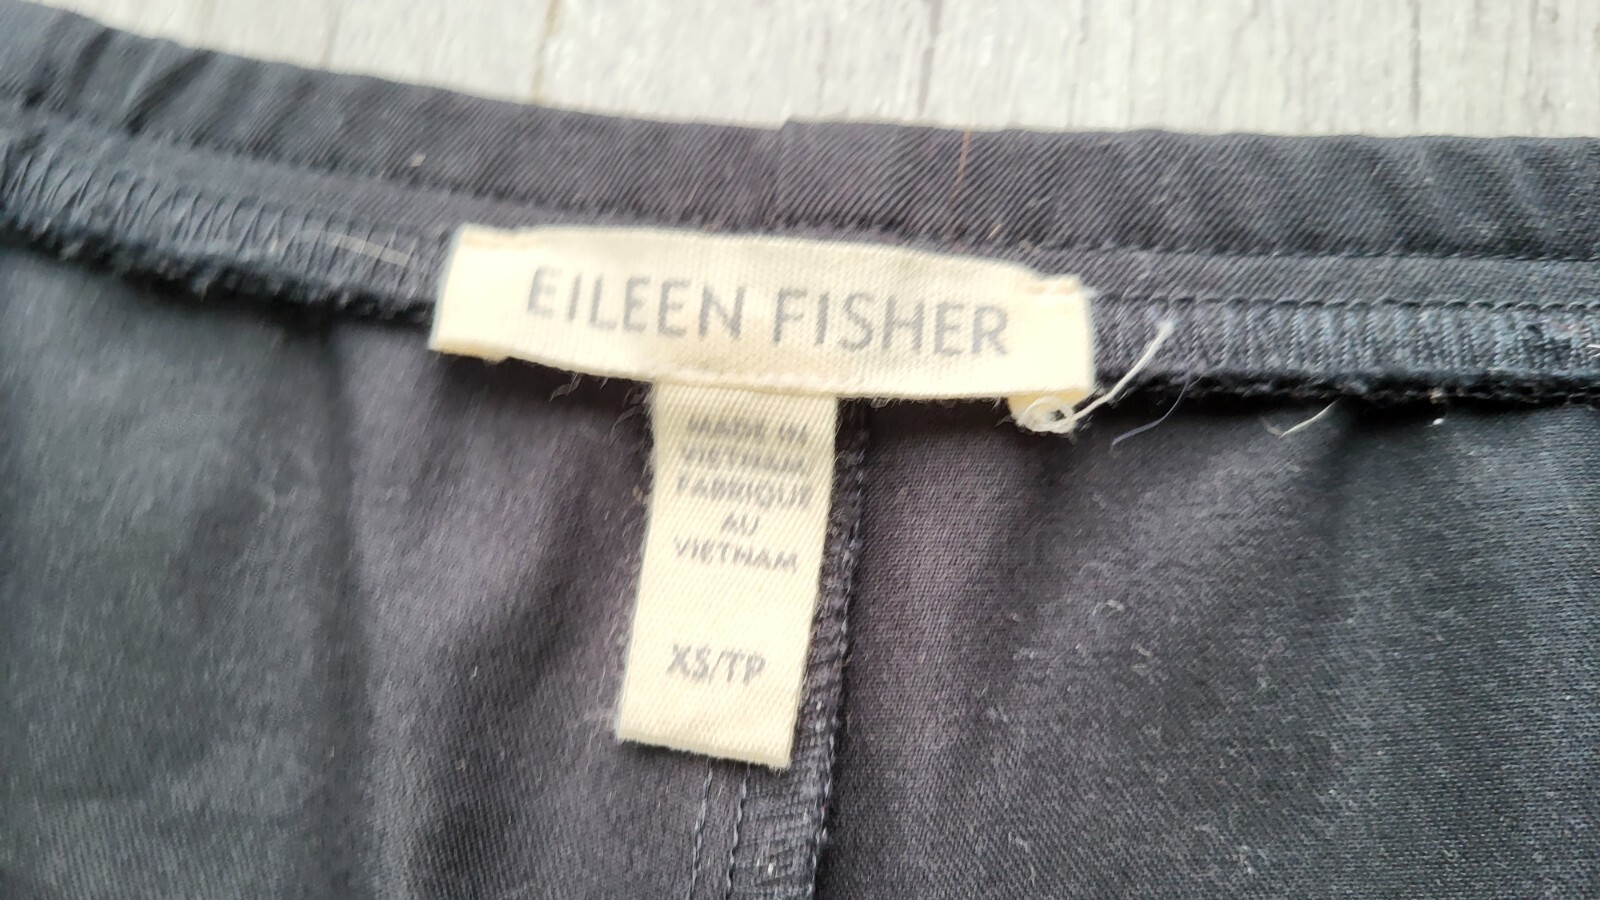 EILEEN FISHER
MADE IN
VIETNAM
FABRIQUE
AU
VIETNAM
XS/TP